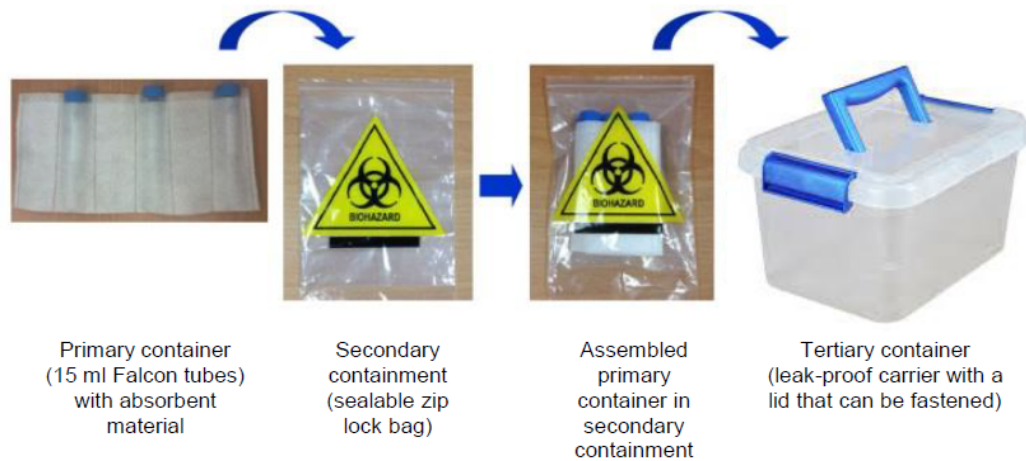 BIOHAZARD
BIOHAZARD
Primary container
(15 ml Falcon tubes)
with absorbent
material
Secondary
containment
(sealable zip
lock bag)
Assembled
primary
container in
secondary
containment
Tertiary container
(leak-proof carrier with a
lid that can be fastened)